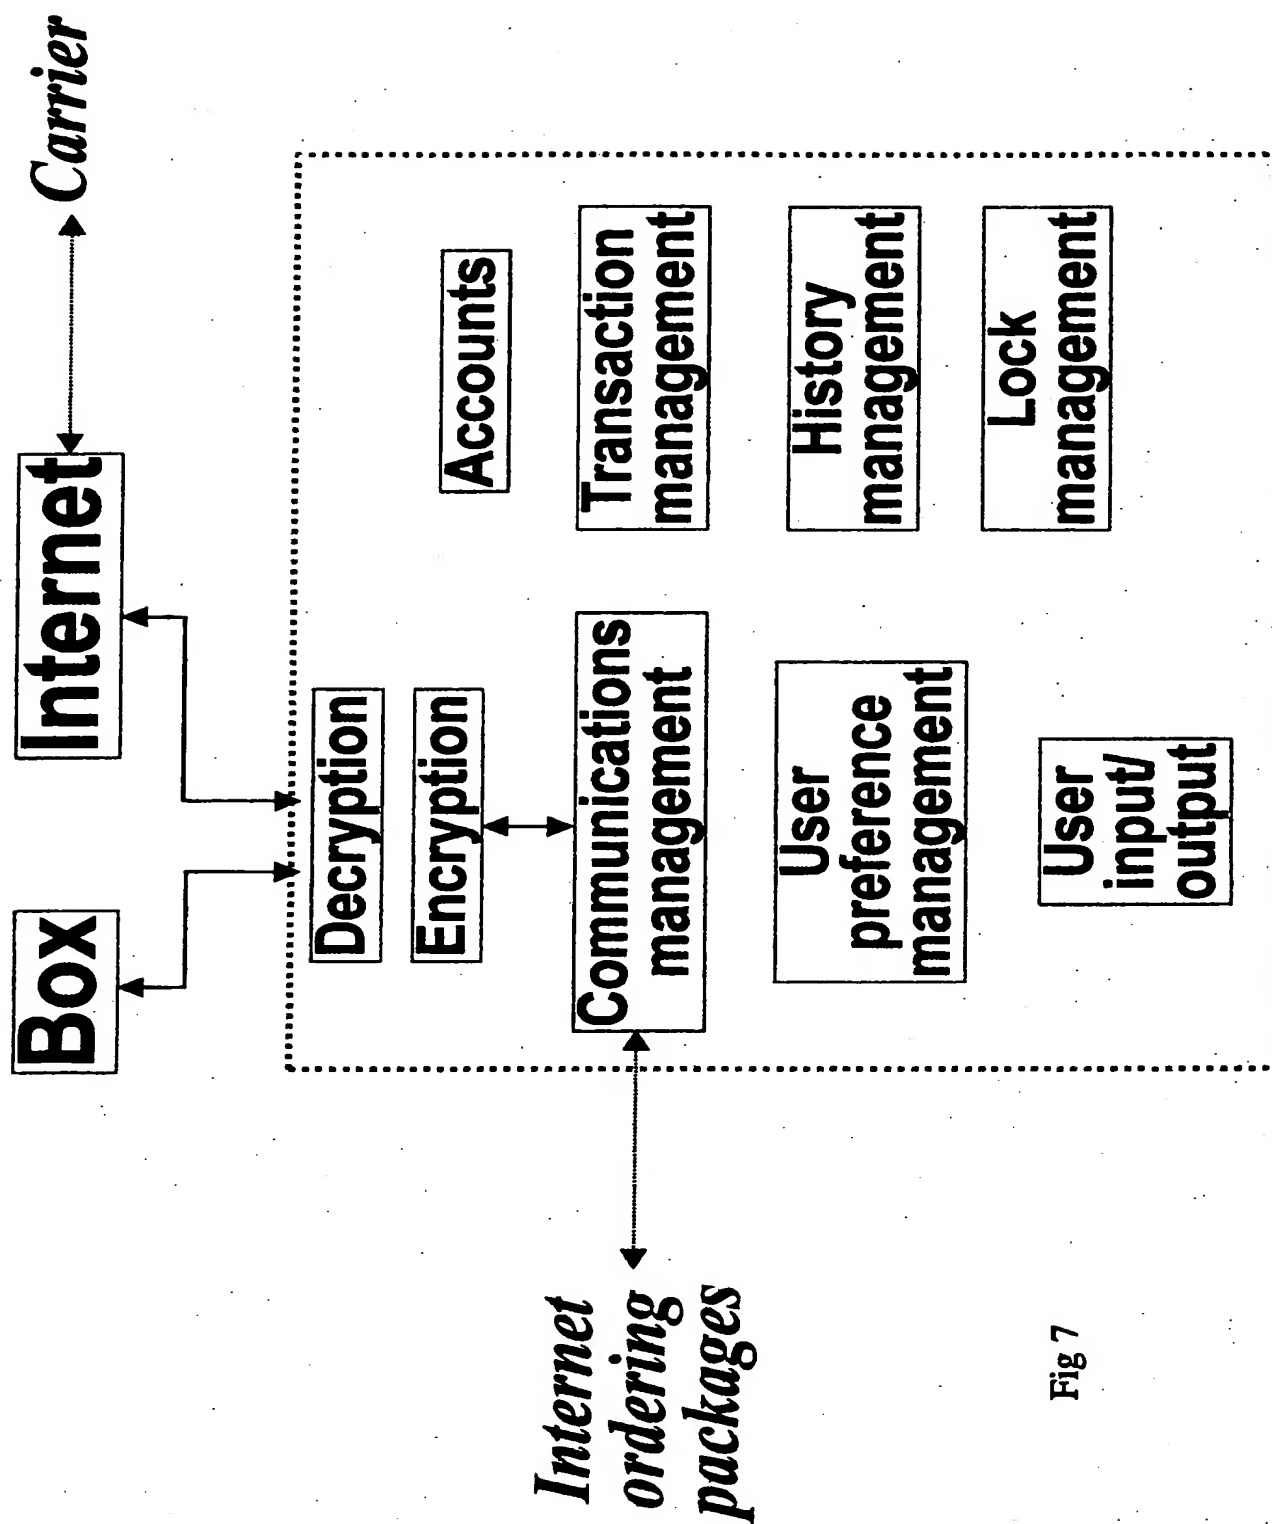 Box
Internet
Carrier
Decryption
Encryption
Accounts
Internet
ordering
packages
Communications
management
Transaction
management
User
preference
management
History
management
User
input/
output
Lock
management
Fig 7